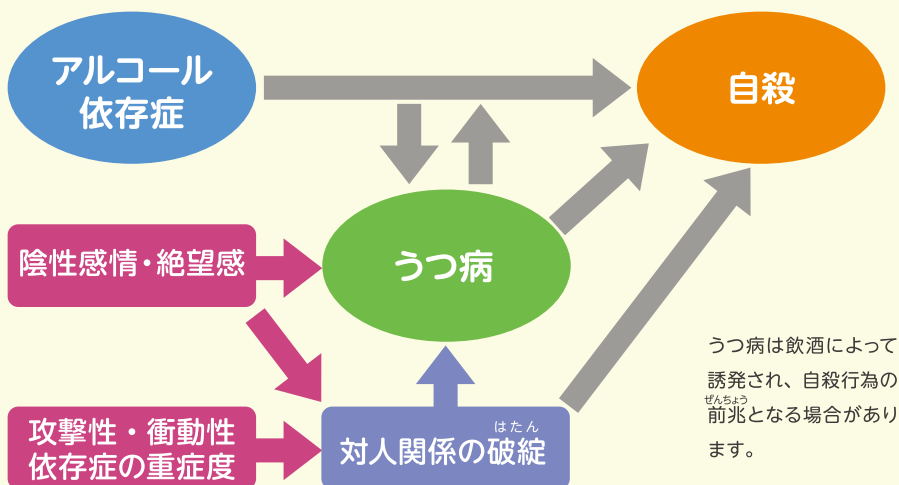 アルコール
依存症
自殺
陰性感情・絶望感
うつ病
攻撃性・衝動性
依存症の重症度
はたん
対人関係の破綻
うつ病は飲酒によって
誘発され、自殺行為の
ぜんちょう
前兆となる場合があり
ます。